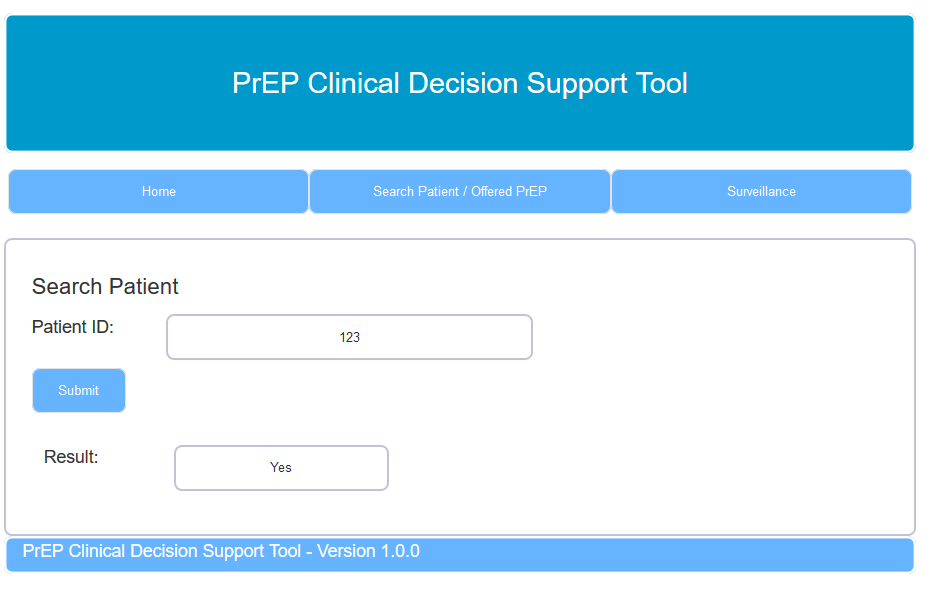 PrEP Clinical Decision Support Tool
Home
Search Patient / Offered PrEP
Surveillance
Search Patient
Patient ID:
123
Submit
Result:
Yes
PrEP Clinical Decision Support Tool - Version 1.0.0